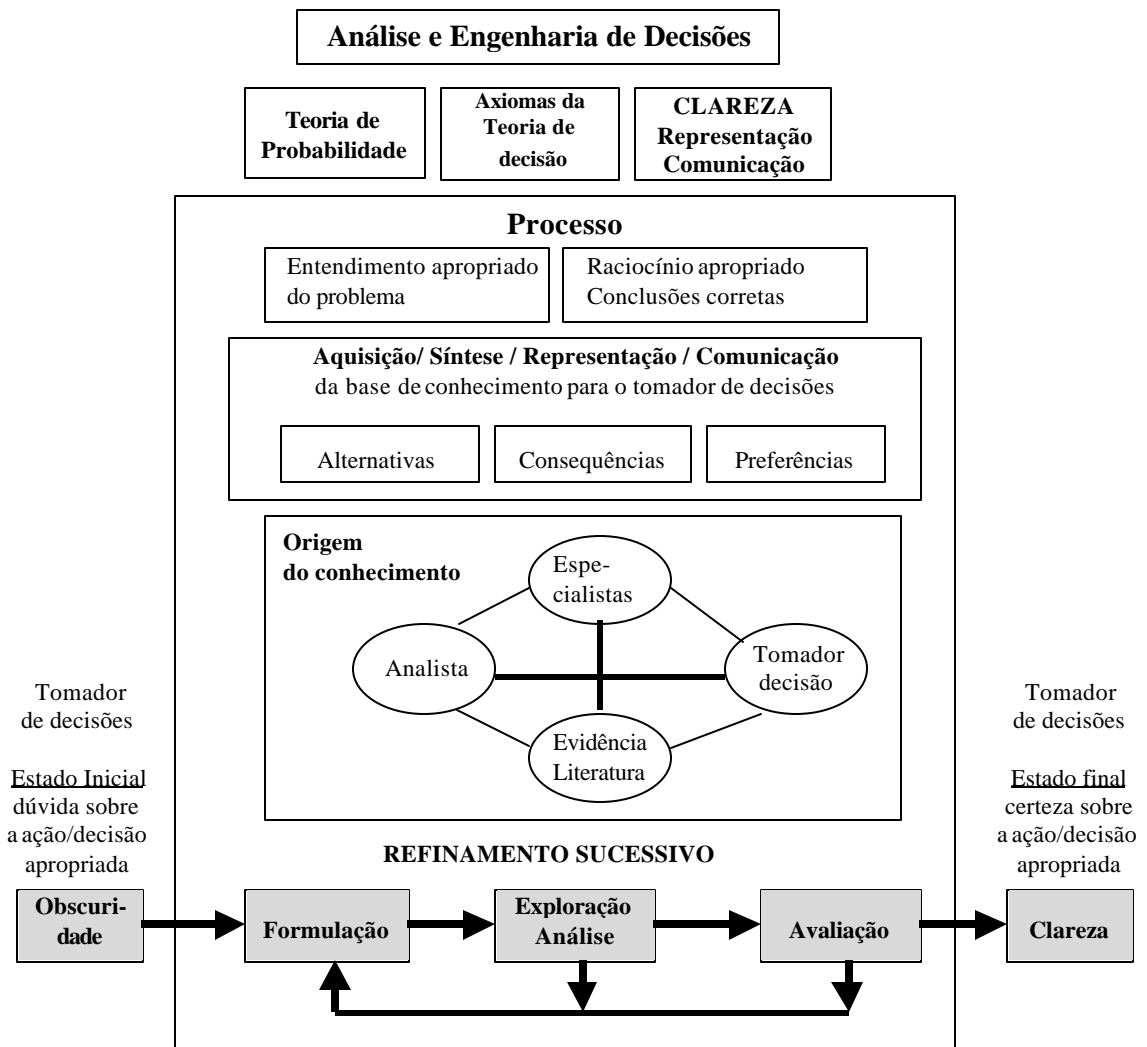 Análise e Engenharia de Decisões
Teoria de
Probabilidade
Axiomas da
Teoria de
decisão
CLAREZA
Representação
Comunicação
Processo
Entendimento apropriado
do problema
Raciocínio apropriado
Conclusões corretas
Aquisição/ Síntese / Representação / Comunicação
da base de conhecimento para o tomador de decisões
Alternativas
Consequências
Preferências
Origem
do conhecimento
Espe-
cialistas
Analista
Tomador
decisão
Evidência
Literatura
Tomador
de decisões
Estado Inicial
dúvida sobre
a ação/decisão
apropriada
Tomador
de decisões
Estado final
certeza sobre
a ação/decisão
apropriada
REFINAMENTO SUCESSIVO
Obscuri-
dade
Formulação
Exploração
Análise
Avaliação
Clareza